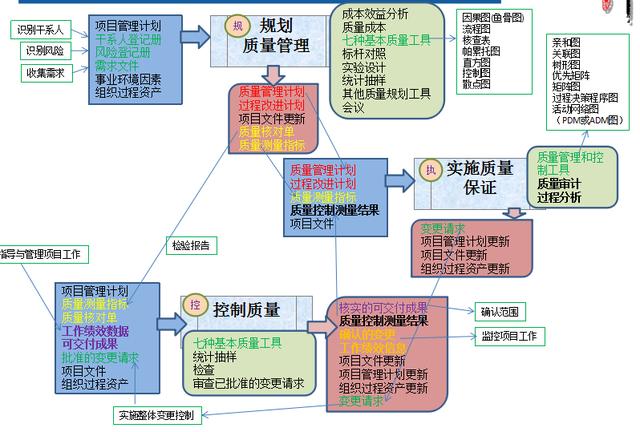 识别干系人
识别风险
收集需求
项目管理计划
干系人登记册
风险登记册
需求文件
事业环境因素
组织过程资产
规
规划
质量管理
成本效益分析
质量成本
七种基本质量工具
标杆对照
实验设计
统计抽样
其他质量规划工具
会议
因果图(鱼骨图)
流程图
核查表
帕累托图
直方图
控制图
散点图
亲和图
关联图
树形图
优先矩阵
矩阵图
过程决策程序图
活动网络图
（PDM或ADM图）
质量管理计划
过程改进计划
项目文件更新
质量核对单
质量测量指标
质量管理计划
过程改进计划
质量测量指标
质量控制测量结果
项目文件
执
实施质量
保证
质量管理和控
制工具
质量审计
过程分析
变更请求
项目管理计划更新
项目文件更新
组织过程资产更新
检验报告
指导与管理项目工作
项目管理计划
质量测量指标
质量核对单
工作绩效数据
可交付成果
批准的变更请求
项目文件
组织过程资产
控
控制质量
七种基本质量工具
统计抽样
检查
审查已批准的变更请求
核实的可交付成果
质量控制测量结果
确认的变更
工作绩效信息
项目文件更新
项目管理计划更新
组织过程资产更新
变更请求
确认范围
监控项目工作
实施整体变更控制